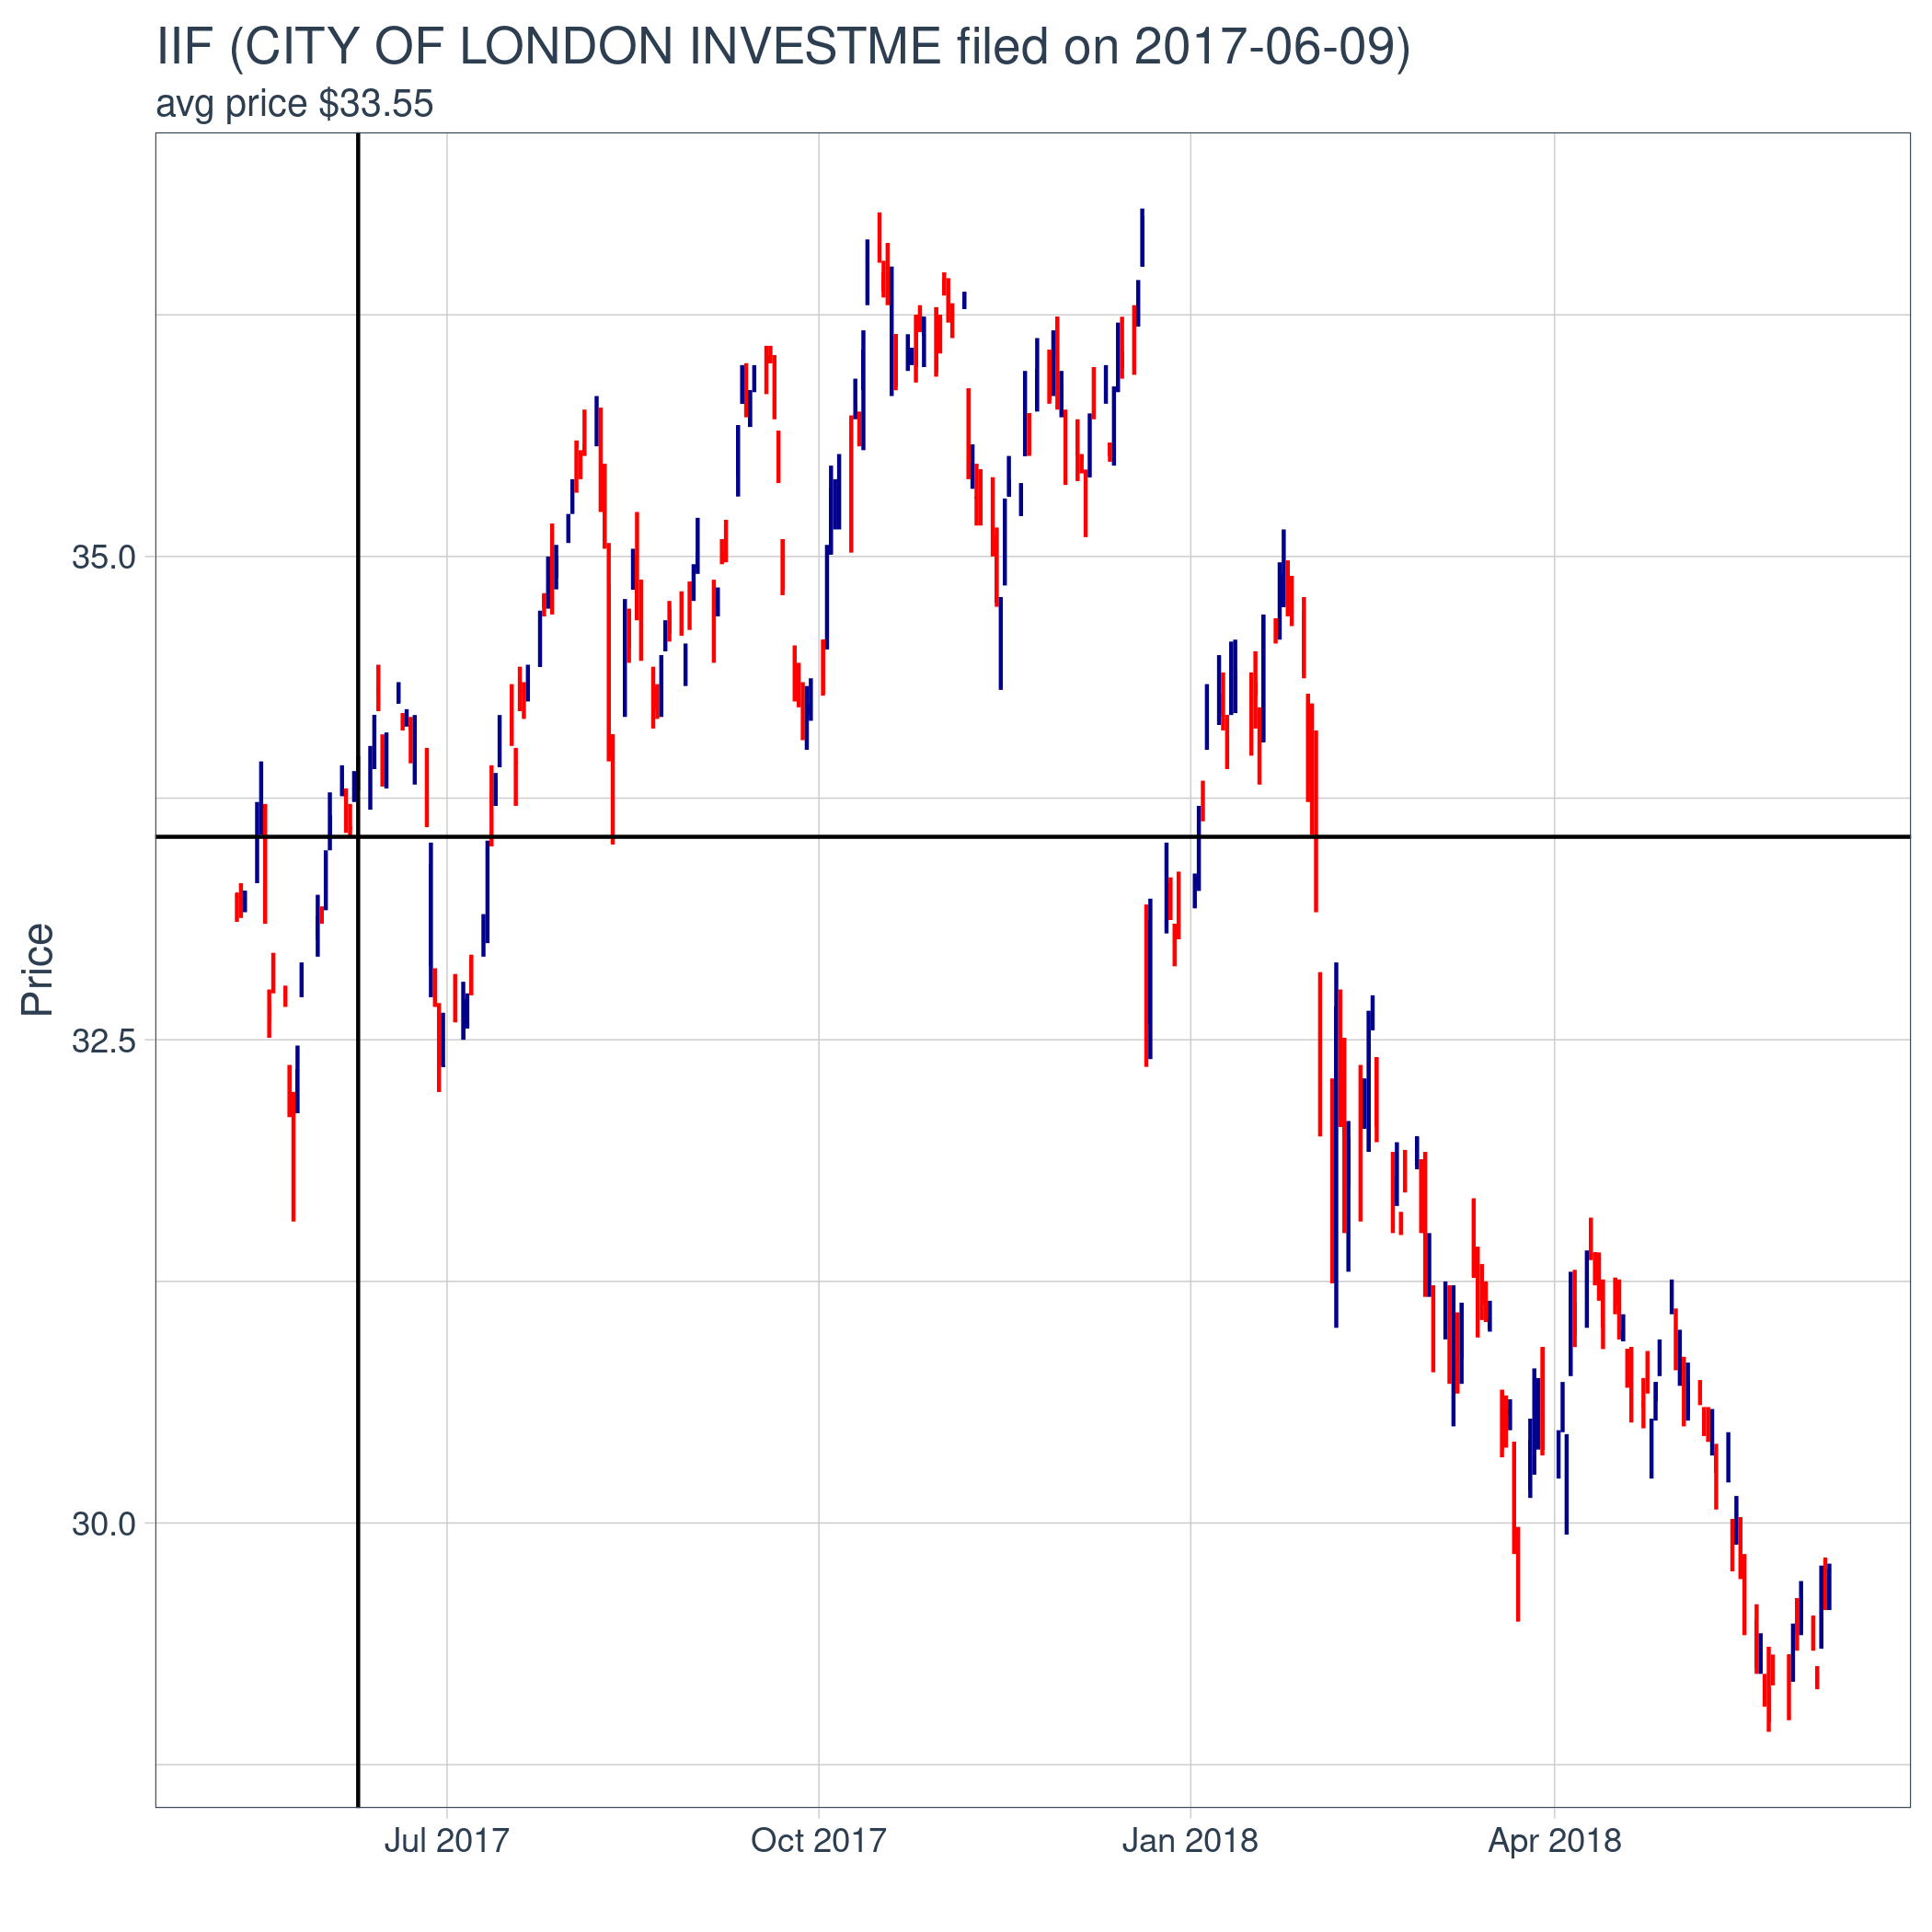 IIF (CITY OF LONDON INVESTME filed on 2017-06-09)
avg price $33.55
Price
35.0
32.5
30.0
Jul 2017
Oct 2017
Jan 2018
Apr 2018